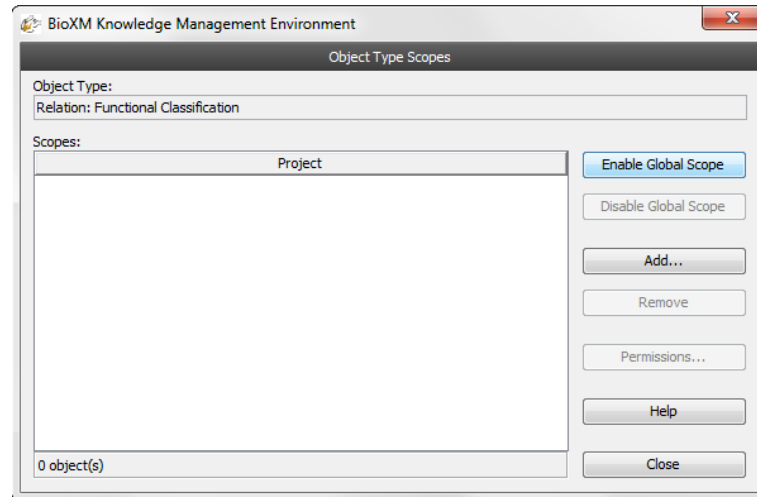 BioXM Knowledge Management Environment
Object Type Scopes
Object Type:
Relation: Functional Classification
Scopes:
Project
Enable Global Scope
Disable Global Scope
Add...
Remove
Permissions...
Help
0 object(s)
Close